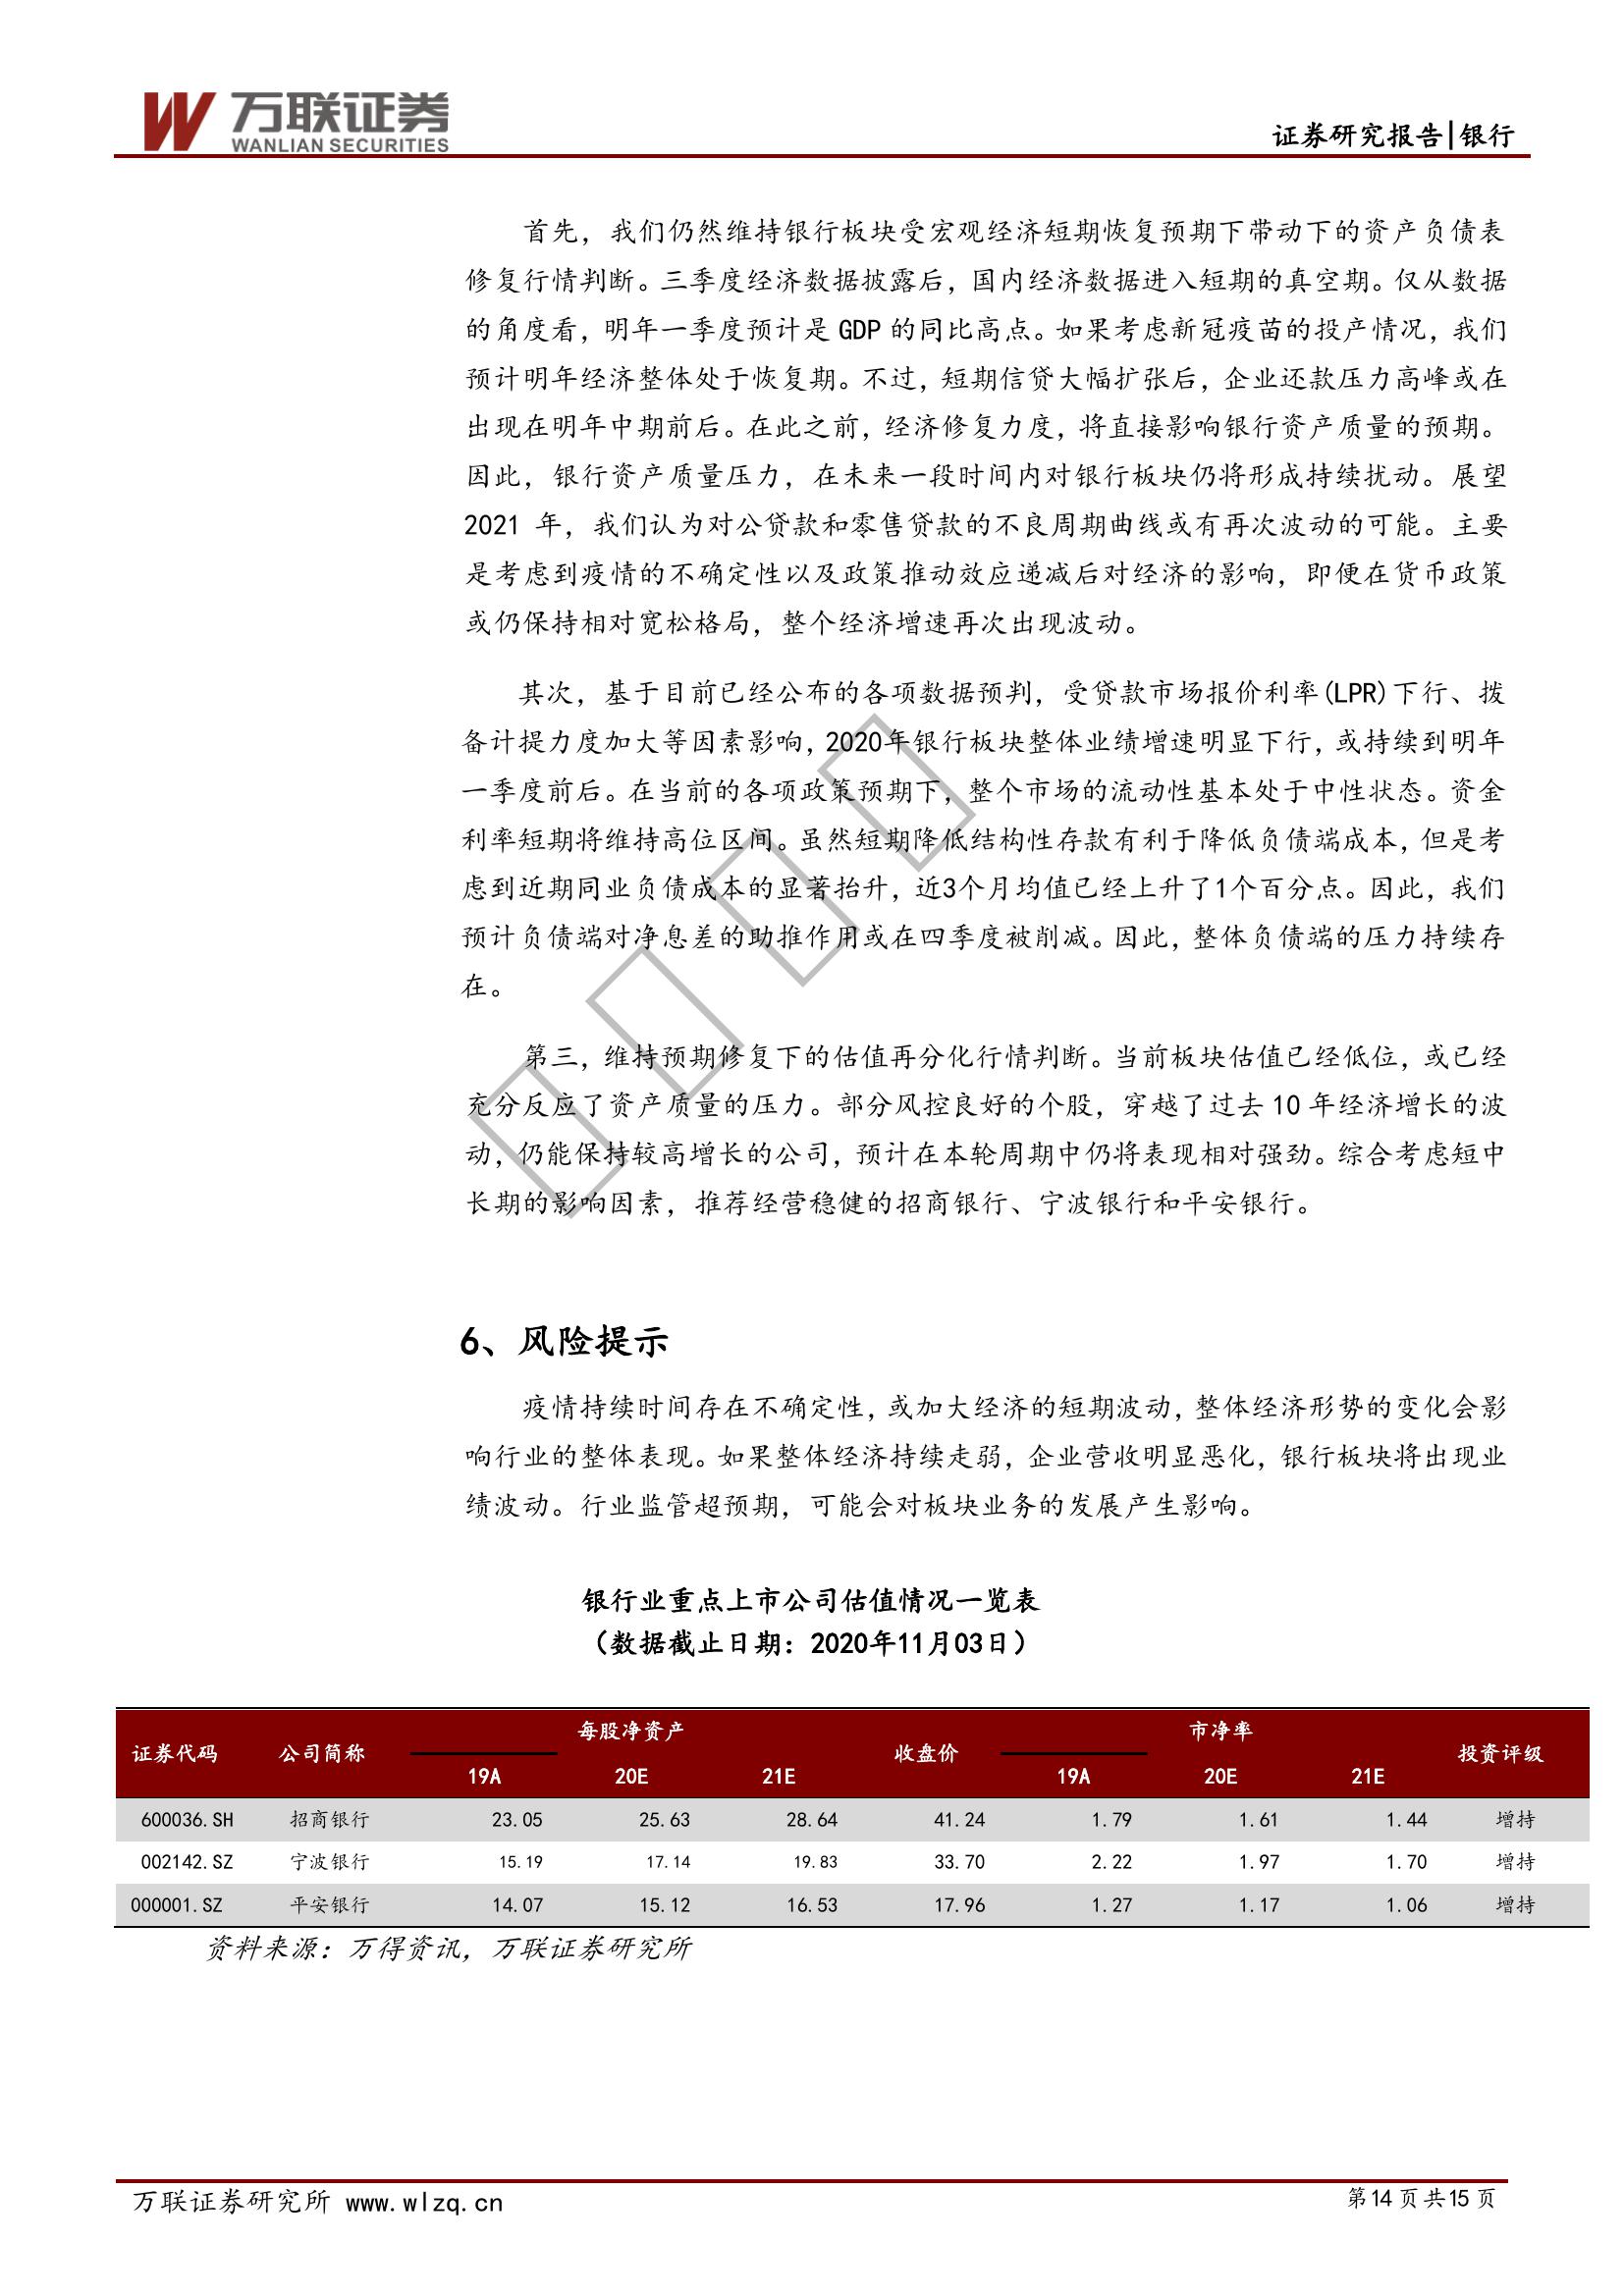 万联证券
WANLIAN SECURITIES
证券研究报告|银行
首先，我们仍然维持银行板块受宏观经济短期恢复预期下带动下的资产负债表
修复行情判断。三季度经济数据披露后，国内经济数据进入短期的真空期。仅从数据
的角度看，明年一季度预计是 GDP 的同比高点。如果考虑新冠疫苗的投产情况，我们
预计明年经济整体处于恢复期。不过，短期信贷大幅扩张后，企业还款压力高峰或在
出现在明年中期前后。在此之前，经济修复力度，将直接影响银行资产质量的预期。
因此，银行资产质量压力，在未来一段时间内对银行板块仍将形成持续扰动。展望
2021 年，我们认为对公贷款和零售贷款的不良周期曲线或有再次波动的可能。主要
是考虑到疫情的不确定性以及政策推动效应递减后对经济的影响，即便在货币政策
或仍保持相对宽松格局，整个经济增速再次出现波动。
其次，基于目前已经公布的各项数据预判，受贷款市场报价利率(LPR)下行、拨
备计提力度加大等因素影响，2020年银行板块整体业绩增速明显下行，或持续到明年
一季度前后。在当前的各项政策预期下，整个市场的流动性基本处于中性状态。资金
利率短期将维持高位区间。虽然短期降低结构性存款有利于降低负债端成本，但是考
虑到近期同业负债成本的显著抬升，近3个月均值已经上升了1个百分点。因此，我们
预计负债端对净息差的助推作用或在四季度被削减。因此，整体负债端的压力持续存
在。
第三，维持预期修复下的估值再分化行情判断。当前板块估值已经低位，或已经
充分反应了资产质量的压力。部分风控良好的个股，穿越了过去 10 年经济增长的波
动，仍能保持较高增长的公司，预计在本轮周期中仍将表现相对强劲。综合考虑短中
长期的影响因素，推荐经营稳健的招商银行、宁波银行和平安银行。
6、风险提示
疫情持续时间存在不确定性，或加大经济的短期波动，整体经济形势的变化会影
响行业的整体表现。如果整体经济持续走弱，企业营收明显恶化，银行板块将出现业
绩波动。行业监管超预期，可能会对板块业务的发展产生影响。
银行业重点上市公司估值情况一览表
（数据截止日期：2020年11月03日）
证券代码 公司简称 每股净资产 收盘价 市净率 投资评级
19A 20E 21E 19A 20E 21E
600036.SH 招商银行 23.05 25.63 28.64 41.24 1.79 1.61 1.44 增持
002142.SZ 宁波银行 15.19 17.14 19.83 33.70 2.22 1.97 1.70 增持
000001.SZ 平安银行 14.07 15.12 16.53 17.96 1.27 1.17 1.06 增持
资料来源：万得资讯，万联证券研究所
万联证券研究所 www.wlzq.cn
第14 页 共15 页